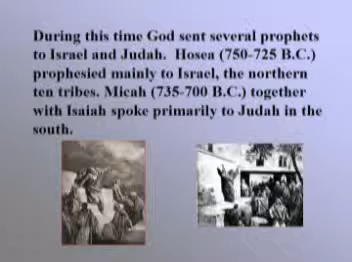 During this time God sent several prophets
to Israel and Judah.  Hosea (750-725 B.C.)
prophesied mainly to Israel, the northern
ten tribes. Micah (735-700 B.C.) together
with Isaiah spoke primarily to Judah in the
south.